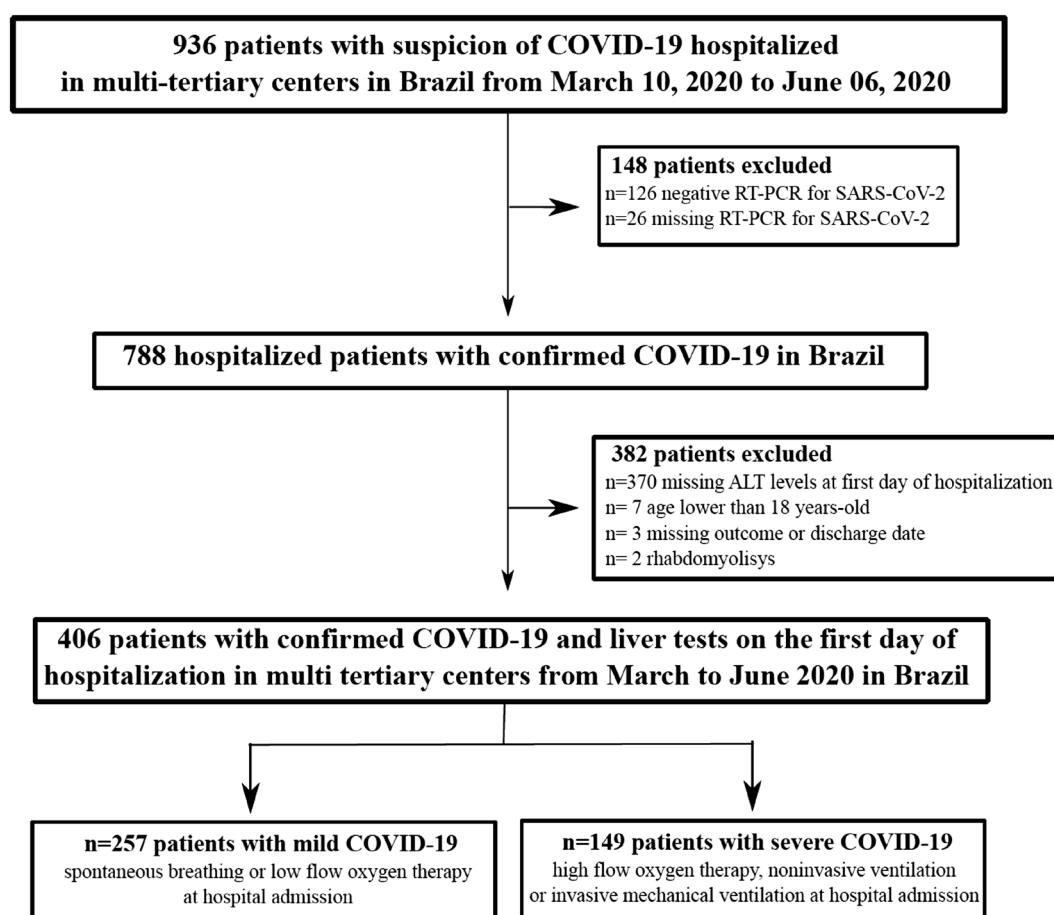 936 patients with suspicion of COVID-19 hospitalized
in multi-tertiary centers in Brazil from March 10, 2020 to June 06, 2020
148 patients excluded
n=126 negative RT-PCR for SARS-CoV-2
n=26 missing RT-PCR for SARS-CoV-2
788 hospitalized patients with confirmed COVID-19 in Brazil
382 patients excluded
n=370 missing ALT levels at first day of hospitalization
n= 7 age lower than 18 years-old
n= 3 missing outcome or discharge date
n= 2 rhabdomyolisys
406 patients with confirmed COVID-19 and liver tests on the first day of
hospitalization in multi tertiary centers from March to June 2020 in Brazil
n=257 patients with mild COVID-19
spontaneous breathing or low flow oxygen therapy
at hospital admission
n=149 patients with severe COVID-19
high flow oxygen therapy, noninvasive ventilation
or invasive mechanical ventilation at hospital admission